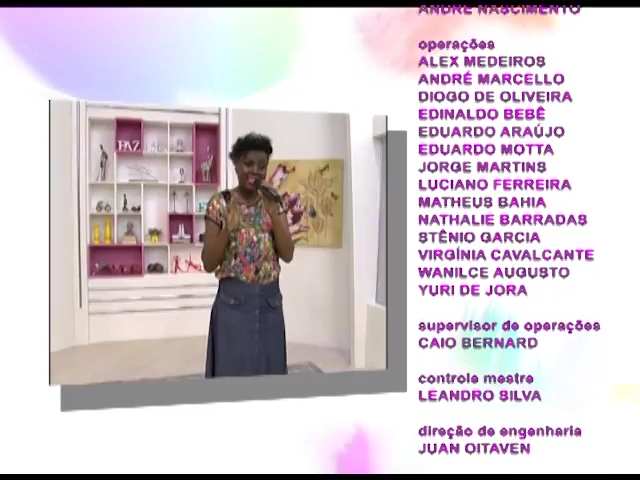 ANDRÉ NASCIMENTO
operações
ALEX MEDEIROS
ANDRÉ MARCELLO
DIOGO DE OLIVEIRA
EDINALDO BEBÊ
EDUARDO ARAÚJO
EDUARDO MOTTA
JORGE MARTINS
LUCIANO FERREIRA
MATHEUS BAHIA
NATHALIE BARRADAS
STÊNIO GARCIA
VIRGÍNIA CAVALCANTE
WANILCE AUGUSTO
YURI DE JORA
supervisor de operações
CAIO BERNARD
controle mestre
LEANDRO SILVA
direção de engenharia
JUAN OITAVEN
PAZ